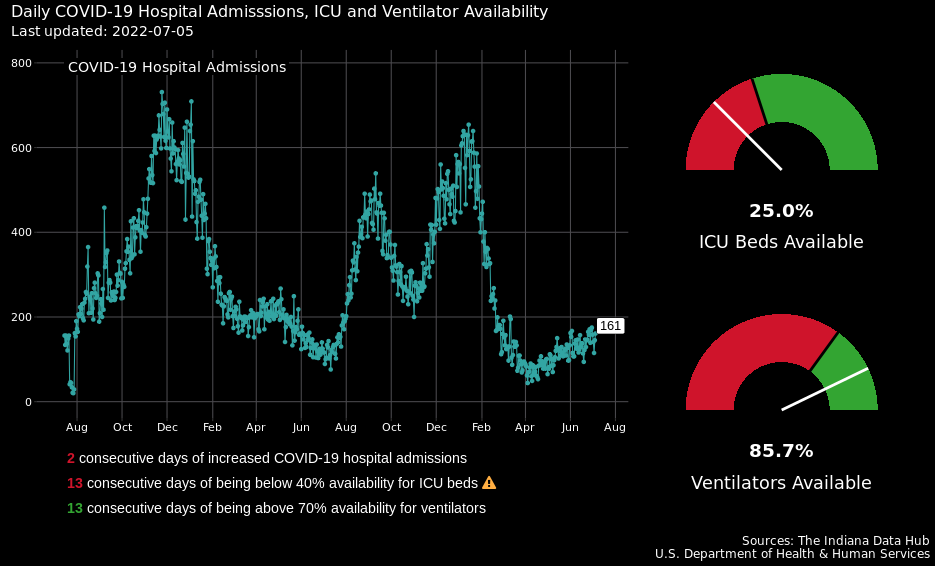 Daily COVID-19 Hospital Admisssions, ICU and Ventilator Availability
Last updated: 2022-07-05
COVID-19 Hospital Admissions
800
600
400
200
0
161
Aug Oct Dec Feb Apr Jun Aug Oct Dec Feb Apr Jun Aug
25.0%
ICU Beds Available
85.7%
Ventilators Available
2 consecutive days of increased COVID-19 hospital admissions
13 consecutive days of being below 40% availability for ICU beds
13 consecutive days of being above 70% availability for ventilators
Sources: The Indiana Data Hub
U.S. Department of Health & Human Services